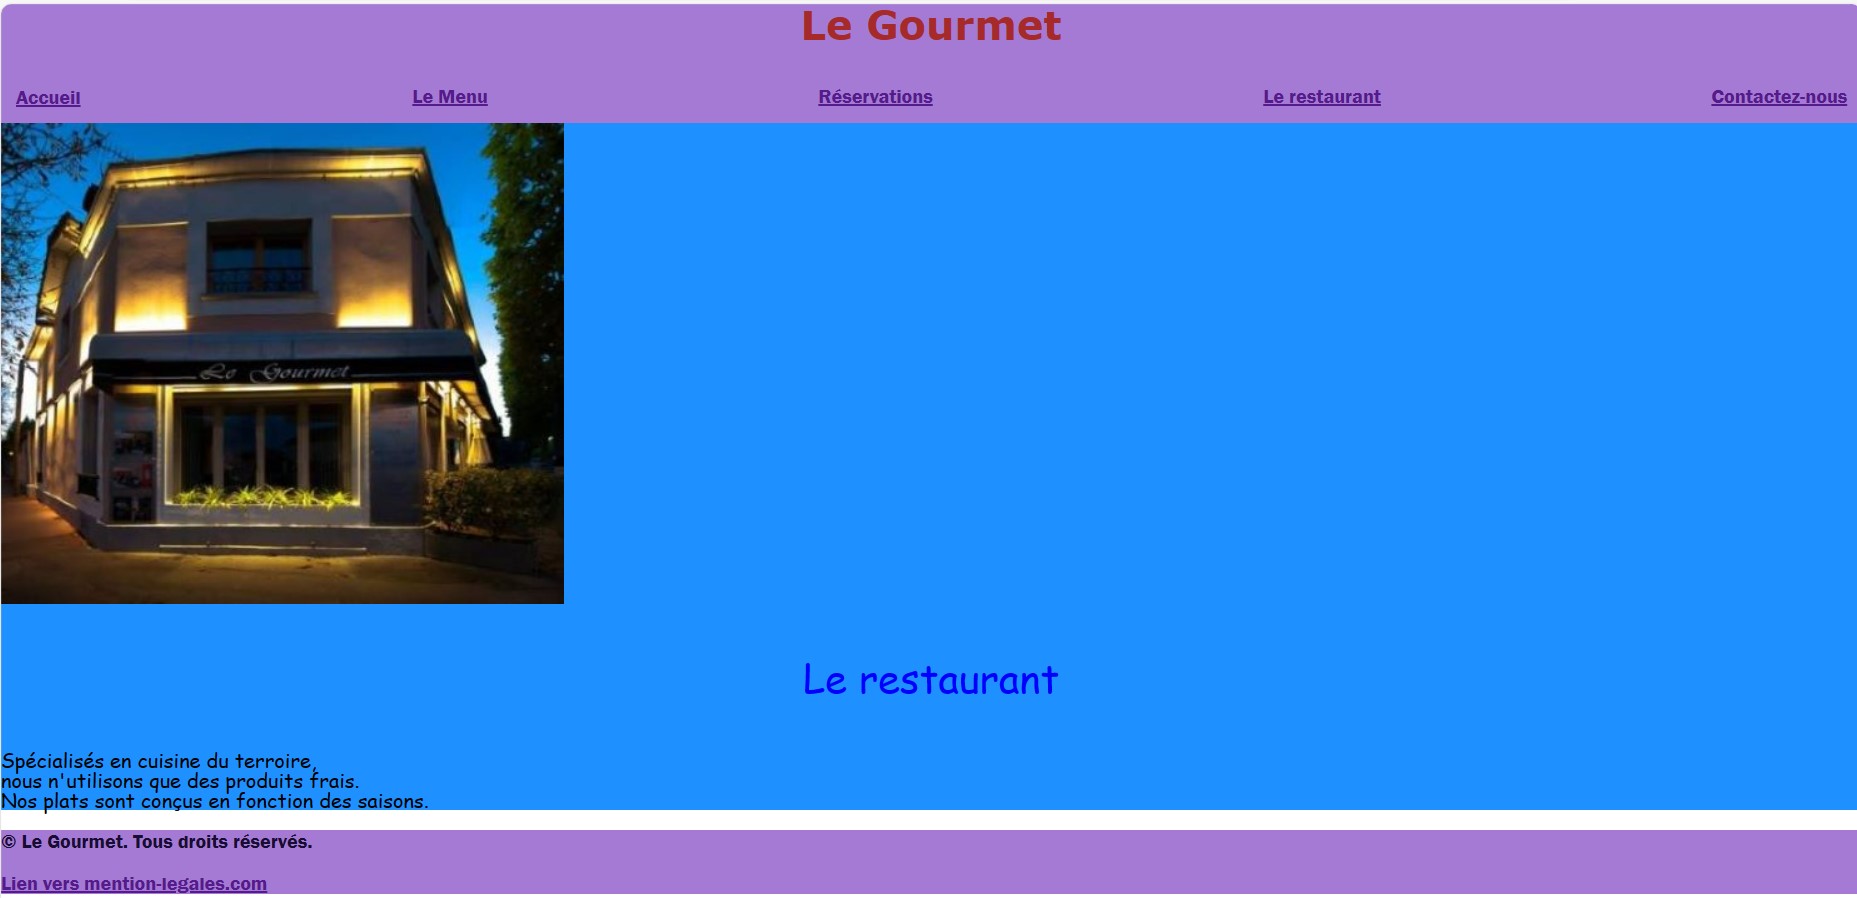 Le Gourmet
Accueil Le Menu Réservations Le restaurant Contactez-nous
Le Gourmet
Le restaurant
Spécialisés en cuisine du terroire,
nous n'utilisons que des produits frais.
Nos plats sont conçus en fonction des saisons.
© Le Gourmet. Tous droits réservés.
Lien vers mention-legales.com